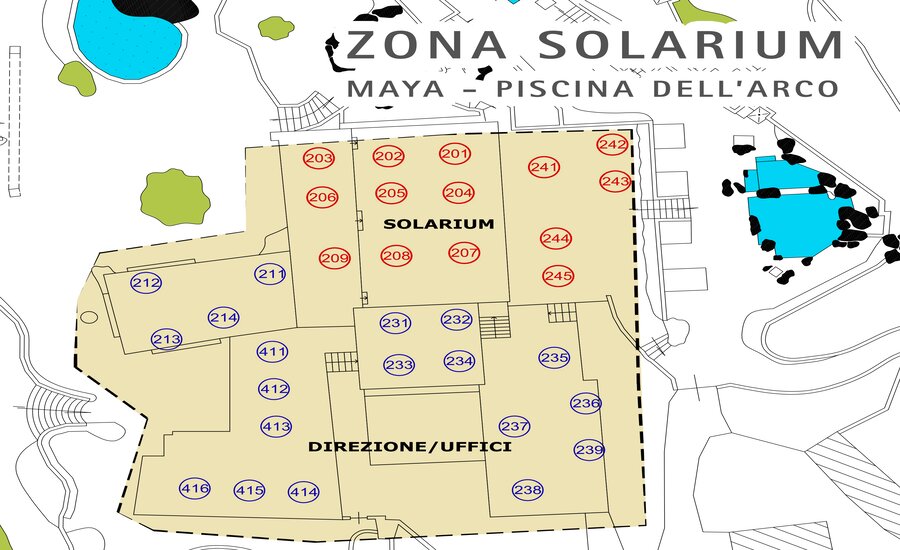 ZONA SOLARIUM
MAYA – PISCINA DELL'ARCO
203 202 201 241 242
206 205 204 243
SOLARIUM
209 208 207 244
245
212 211
213 214
231 232
411 233 234 235
412 236
413 237 239
DIREZIONE/UFFICI
416 415 414 238